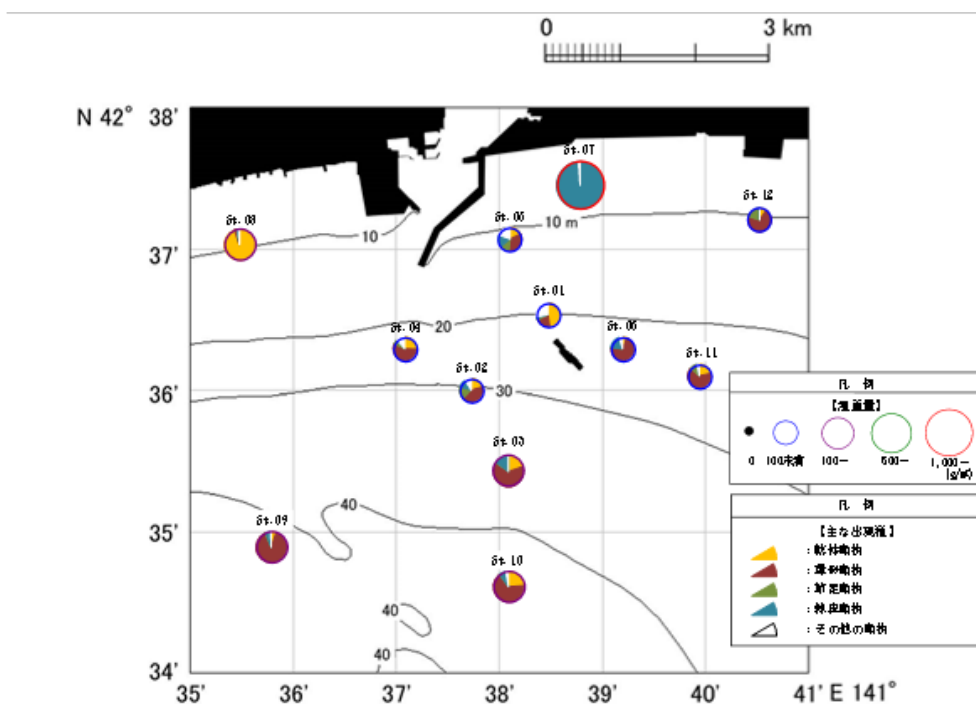 0 3 km
N 42° 38'
St.07
St.08
St.05
St.12
10 m
10
37'
St.01
20
St.04
St.06
St.11
St.02
36'
30
凡 例
【湿重量】
St.03
0 100未満 100－ 500－ 1,000－
(g/㎡)
40
凡 例
35'
St.09
【主な出現種】
:軟体動物
St.10
:環形動物
:節足動物
40
:棘皮動物
:その他の動物
40
34'
35' 36' 37' 38' 39' 40' 41' E 141°